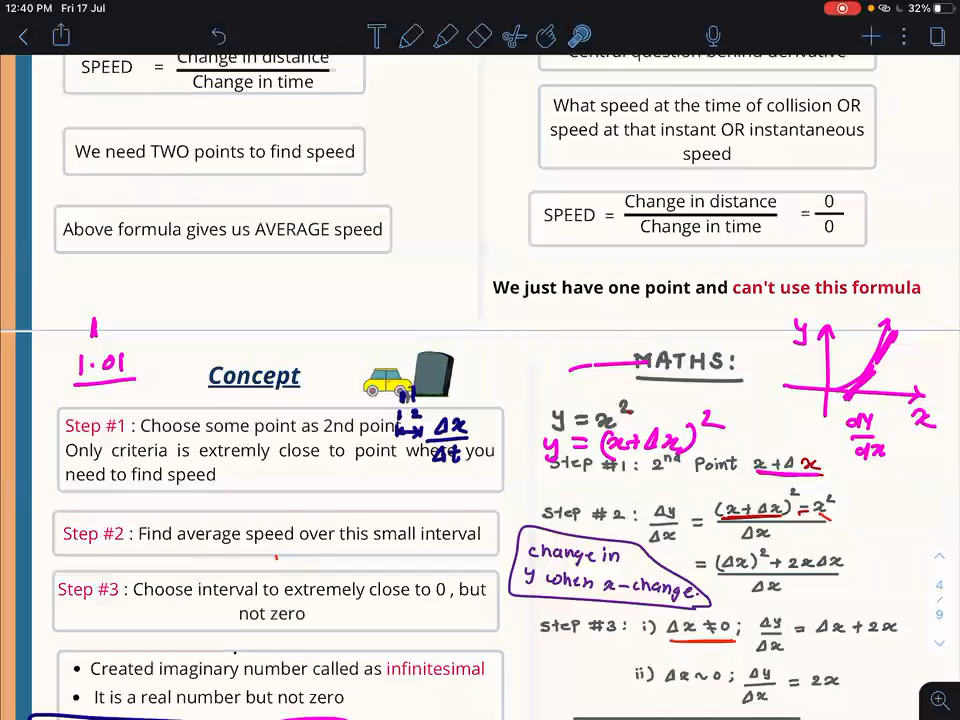 12:40 PM Fri 17 Jul
32%
SPEED = Change in distance
Change in time
We need TWO points to find speed
Above formula gives us AVERAGE speed
Central question behind derivative
What speed at the time of collision OR
speed at that instant OR instantaneous
speed
SPEED = Change in distance = 0
Change in time 0
We just have one point and can't use this formula
1
1.01
Concept
Step #1: Choose some point as 2nd point.
Only criteria is extremly close to point where you
need to find speed
1 2
Δx
Δt
Step #2 : Find average speed over this small interval
Step #3 : Choose interval to extremely close to 0 , but
not zero
• Created imaginary number called as infinitesimal
• It is a real number but not zero
MATHS:
y
x
dy
dx
y = x²
y = (x+Δx)²
Step #1: 2nd Point x+Δx
Step #2: Δy = (x+Δx)² - x²
Δx Δx
= (Δx)² + 2xΔx
Δx
change in
y when x-change.
Step #3: i) Δx ≠ 0; Δy = Δx + 2x
Δx
ii) Δx ~ 0; Δy = 2x
Δx
4
/
9